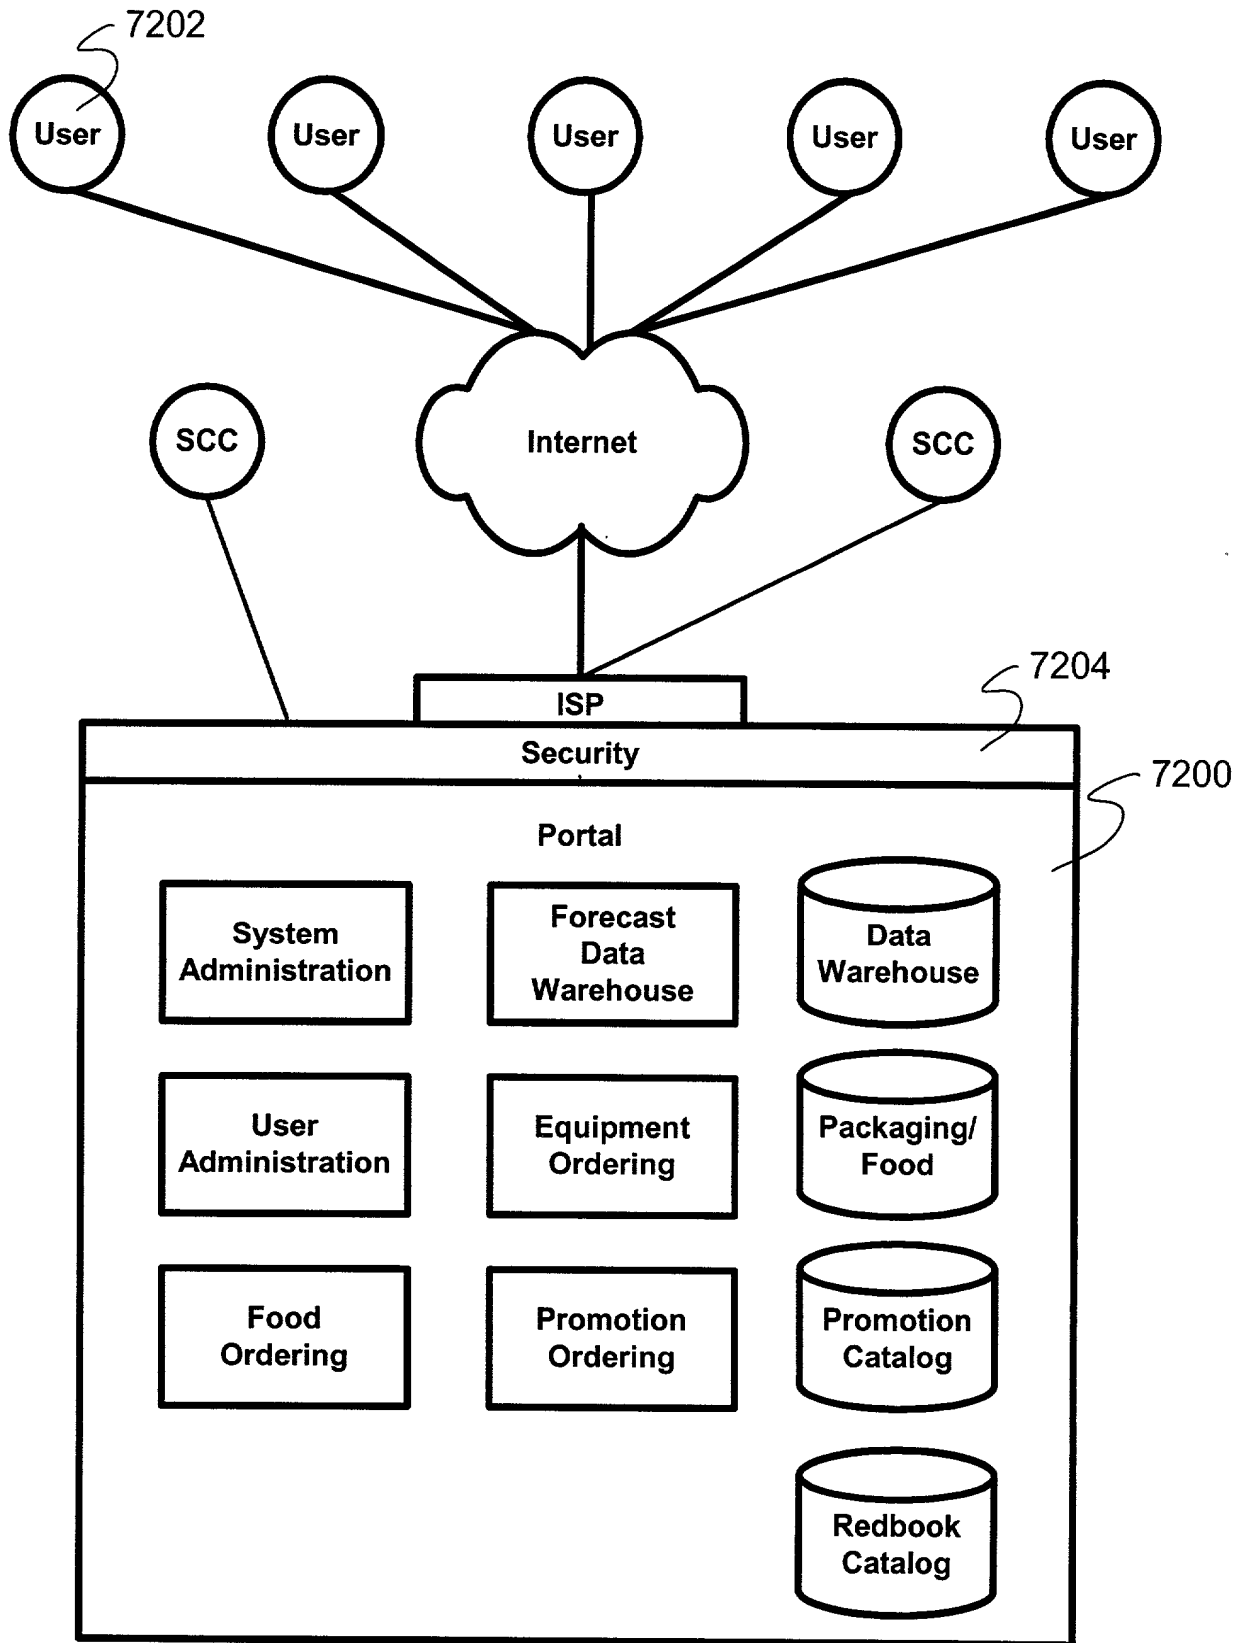 7202
User
User
User
User
User
SCC
Internet
SCC
7204
ISP
Security
7200
Portal
System
Administration
Forecast
Data
Warehouse
Data
Warehouse
User
Administration
Equipment
Ordering
Packaging/
Food
Food
Ordering
Promotion
Ordering
Promotion
Catalog
Redbook
Catalog